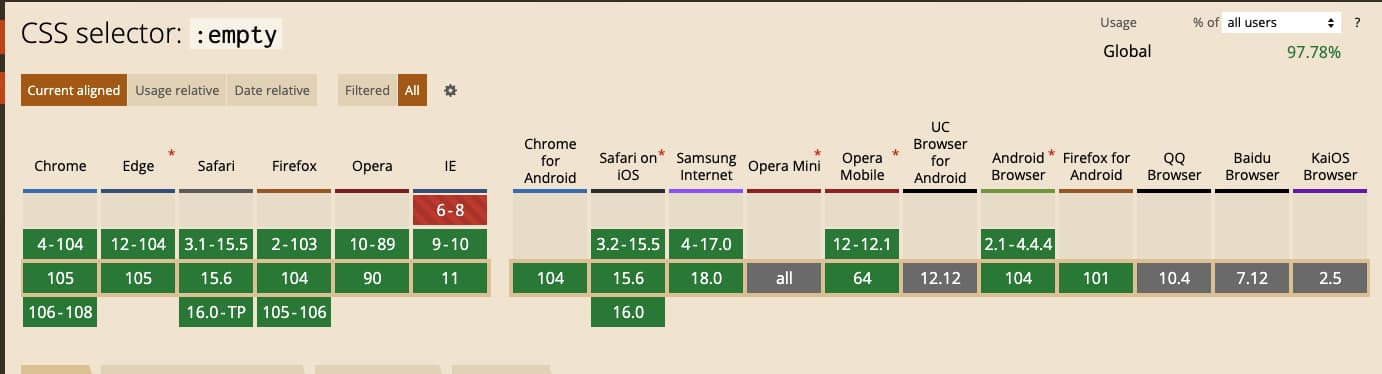 CSS selector: :empty
Usage % of all users ?
Global 97.78%
Current aligned Usage relative Date relative Filtered All
Chrome Edge * Safari Firefox Opera IE
Chrome for Android
Safari on iOS *
Samsung Internet
Opera Mini *
Opera Mobile *
UC Browser for Android
Android Browser *
Firefox for Android
QQ Browser
Baidu Browser
KaiOS Browser
6-8
4-104 12-104 3.1-15.5 2-103 10-89 9-10 3.2-15.5 4-17.0 12-12.1 2.1-4.4.4
105 105 15.6 104 90 11 104 15.6 18.0 all 64 12.12 104 101 10.4 7.12 2.5
106-108 16.0-TP 105-106 16.0